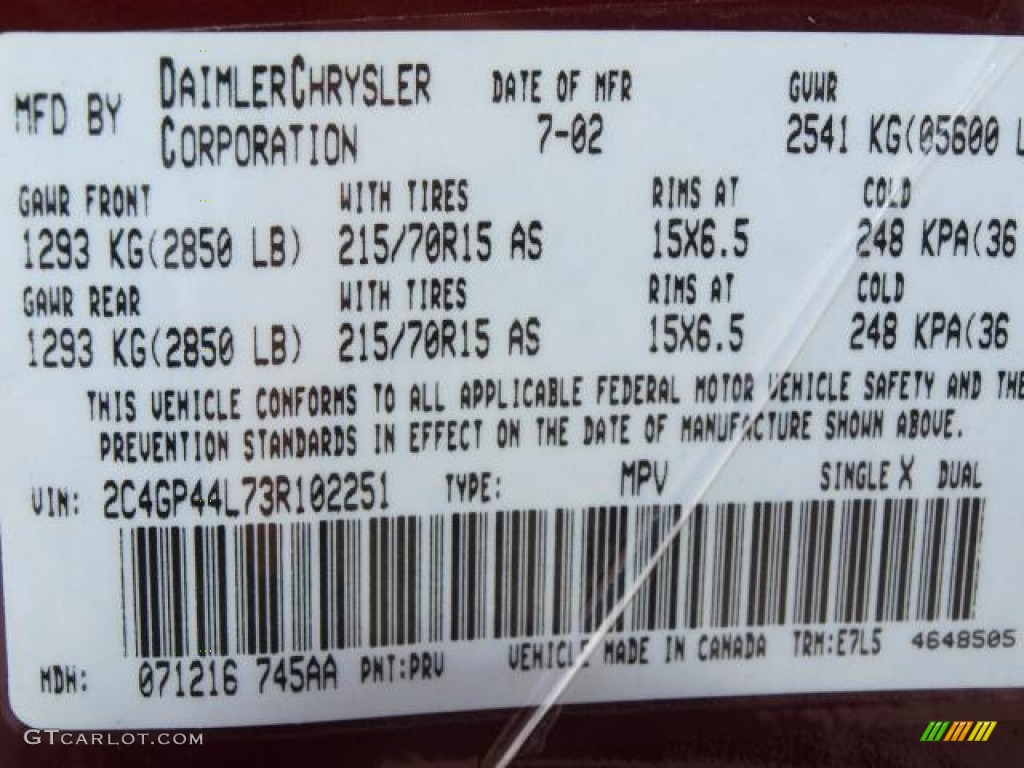 MFD BY DAIMLERCHRYSLER CORPORATION DATE OF MFR 7-02 GVWR 2541 KG(05600 L
GAWR FRONT WITH TIRES RIMS AT COLD
1293 KG(2850 LB) 215/70R15 AS 15X6.5 248 KPA(36
GAWR REAR WITH TIRES RIMS AT COLD
1293 KG(2850 LB) 215/70R15 AS 15X6.5 248 KPA(36
THIS VEHICLE CONFORMS TO ALL APPLICABLE FEDERAL MOTOR VEHICLE SAFETY AND THE
PREVENTION STANDARDS IN EFFECT ON THE DATE OF MANUFACTURE SHOWN ABOVE.
VIN: 2C4GP44L73R102251 TYPE: MPV SINGLE X DUAL
MDH: 071216 745AA PNT:PRV VEHICLE MADE IN CANADA TRM:E7L5 4648505
GTCARLOT.COM